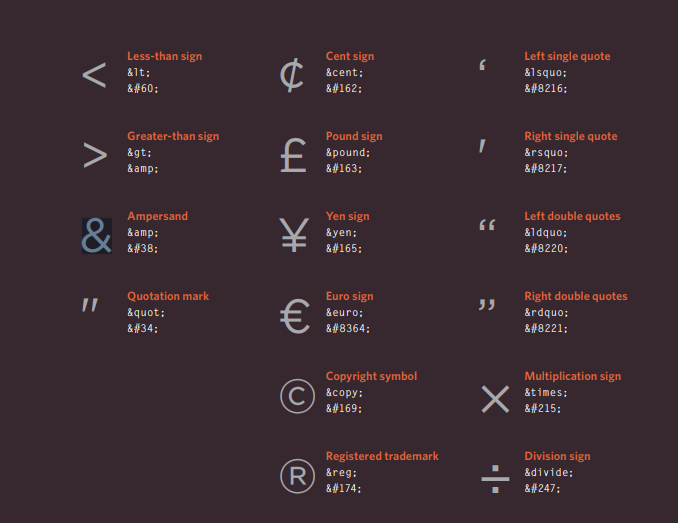 <
Less-than sign
&lt;
&#60;
>
Greater-than sign
&gt;
&amp;
&
Ampersand
&amp;
&#38;
"
Quotation mark
&quot;
&#34;
¢
Cent sign
&cent;
&#162;
£
Pound sign
&pound;
&#163;
¥
Yen sign
&yen;
&#165;
€
Euro sign
&euro;
&#8364;
©
Copyright symbol
&copy;
&#169;
®
Registered trademark
&reg;
&#174;
‘
Left single quote
&lsquo;
&#8216;
'
Right single quote
&rsquo;
&#8217;
“
Left double quotes
&ldquo;
&#8220;
”
Right double quotes
&rdquo;
&#8221;
×
Multiplication sign
&times;
&#215;
÷
Division sign
&divide;
&#247;